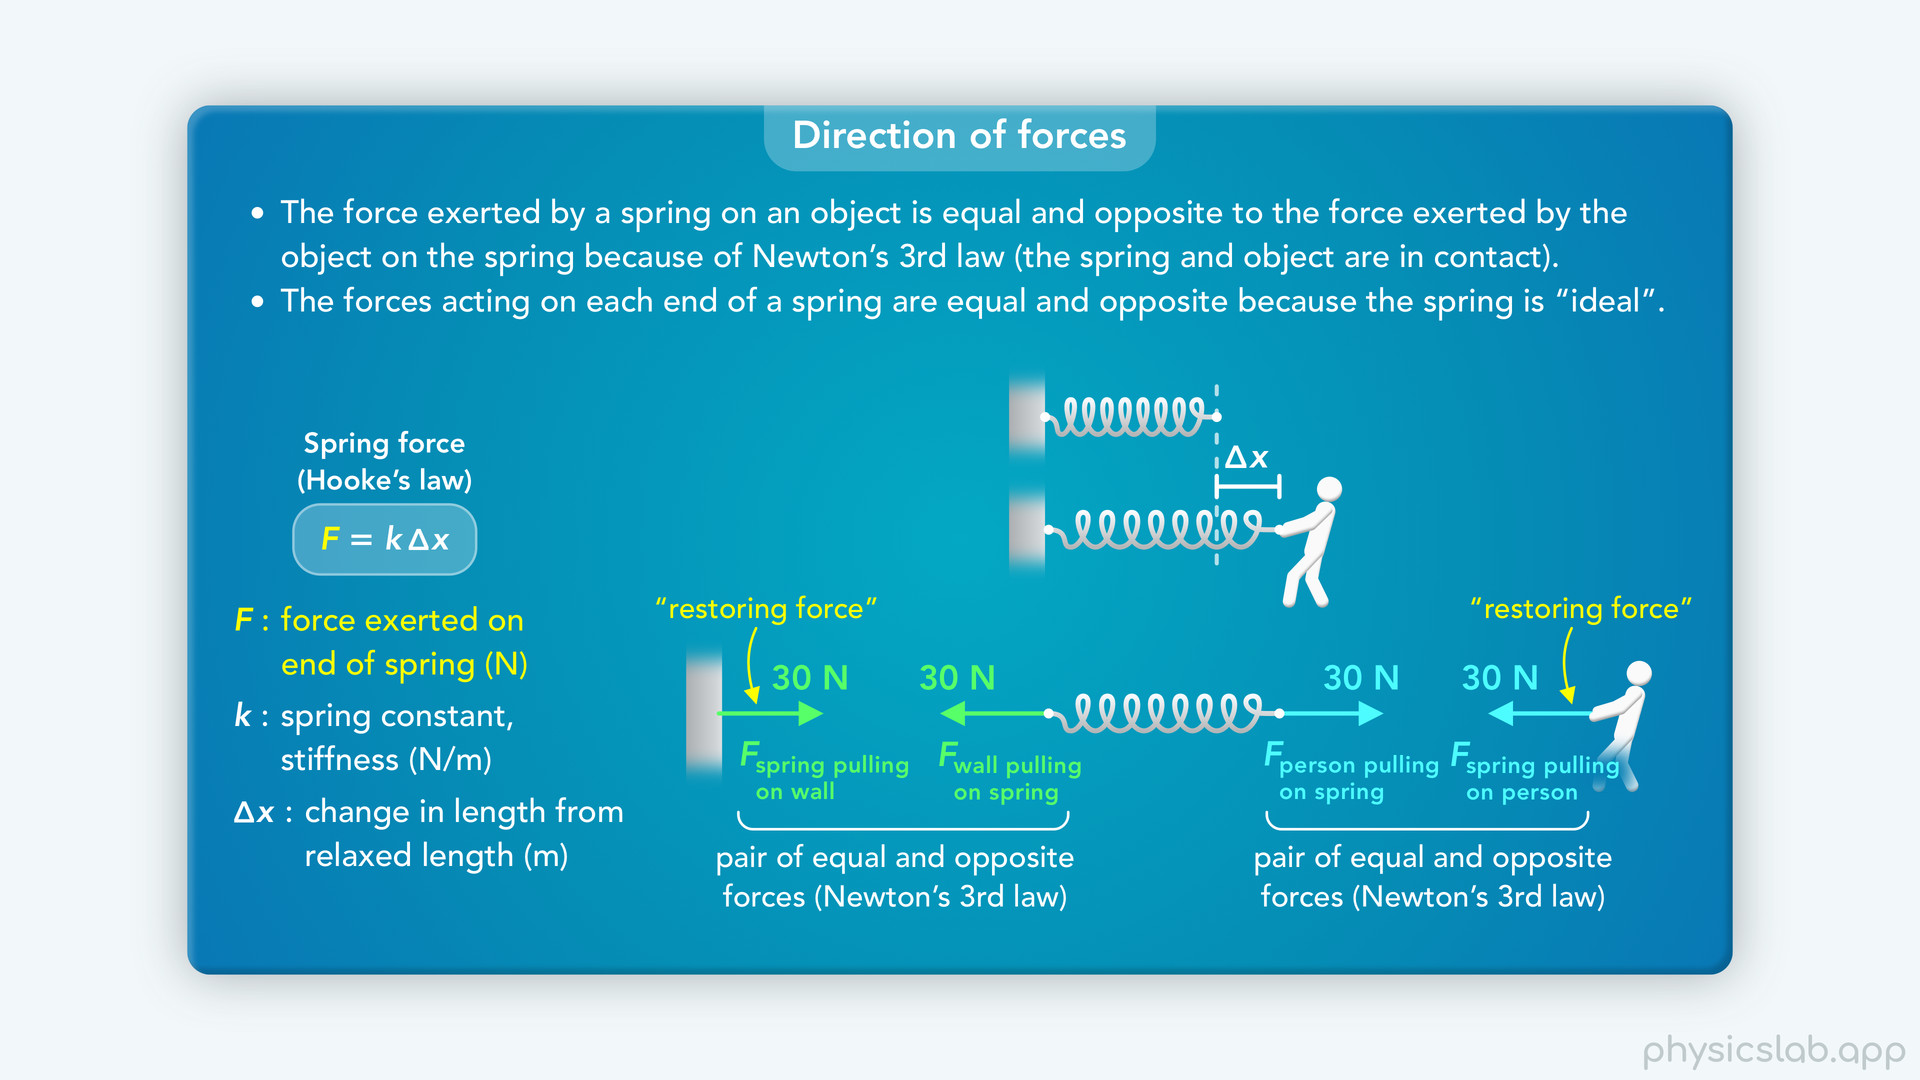 Direction of forces
• The force exerted by a spring on an object is equal and opposite to the force exerted by the
object on the spring because of Newton’s 3rd law (the spring and object are in contact).
• The forces acting on each end of a spring are equal and opposite because the spring is “ideal”.
Spring force
(Hooke’s law)
F = k Δx
F : force exerted on
end of spring (N)
k : spring constant,
stiffness (N/m)
Δx : change in length from
relaxed length (m)
Δx
“restoring force”
“restoring force”
30 N
30 N
30 N
30 N
F spring pulling
on wall
F wall pulling
on spring
F person pulling
on spring
F spring pulling
on person
pair of equal and opposite
forces (Newton’s 3rd law)
pair of equal and opposite
forces (Newton’s 3rd law)
physicslab.app